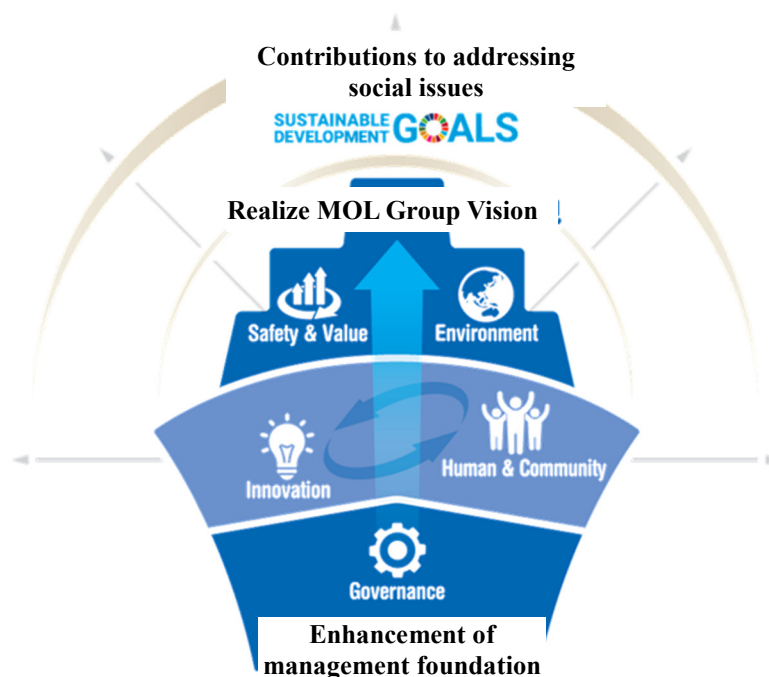 Contributions to addressing
social issues
SUSTAINABLE
DEVELOPMENT GOALS
Realize MOL Group Vision
Safety & Value
Environment
Innovation
Human & Community
Governance
Enhancement of
management foundation